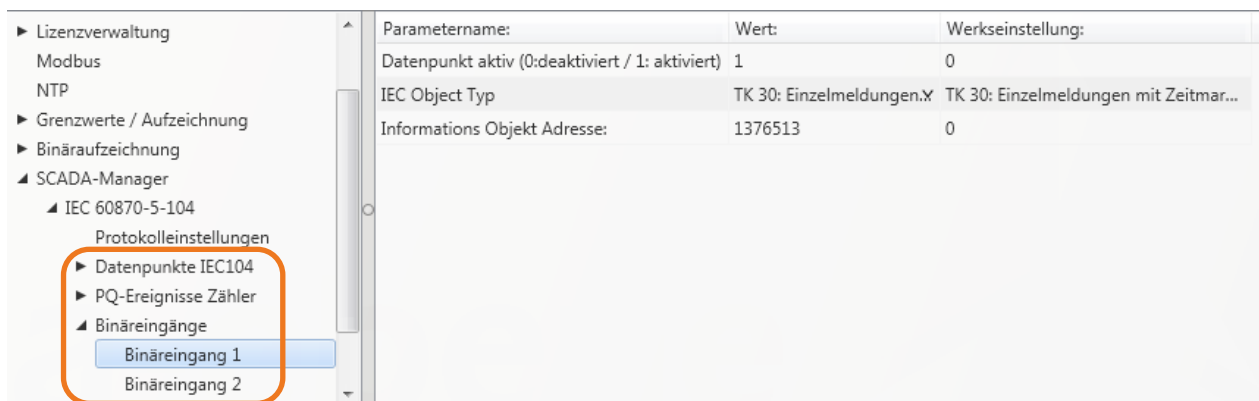 Lizenzverwaltung
Modbus
NTP
Grenzwerte / Aufzeichnung
Binäraufzeichnung
SCADA-Manager
IEC 60870-5-104
Protokolleinstellungen
Datenpunkte IEC104
PQ-Ereignisse Zähler
Binäreingänge
Binäreingang 1
Binäreingang 2
Parametername: Wert: Werkseinstellung:
Datenpunkt aktiv (0:deaktiviert / 1: aktiviert) 1 0
IEC Object Typ TK 30: Einzelmeldungen. TK 30: Einzelmeldungen mit Zeitmar...
Informations Objekt Adresse: 1376513 0